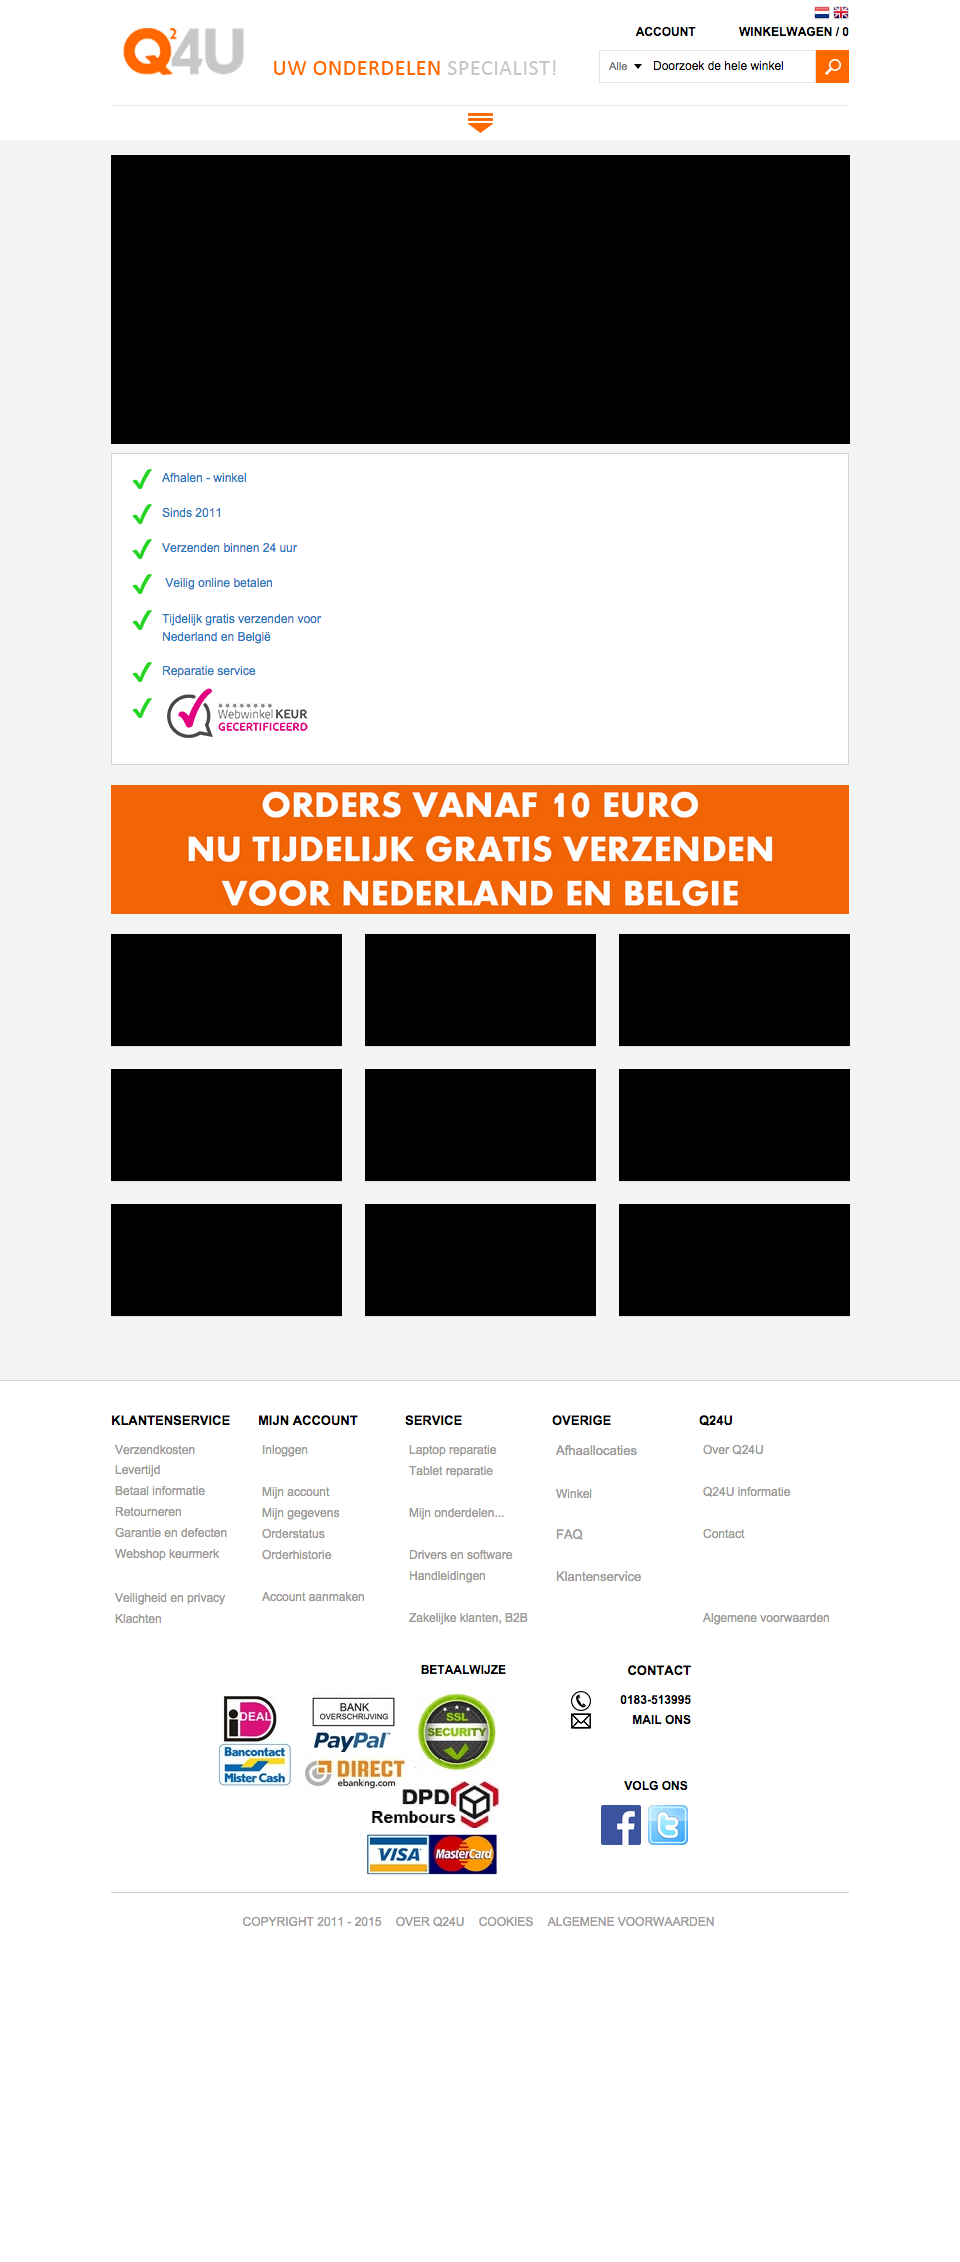 ACCOUNT
WINKELWAGEN / 0
Q24U
UW ONDERDELEN SPECIALIST!
Alle
Doorzoek de hele winkel
Afhalen - winkel
Sinds 2011
Verzenden binnen 24 uur
Veilig online betalen
Tijdelijk gratis verzenden voor
Nederland en België
Reparatie service
Webwinkel KEUR
GECERTIFICEERD
ORDERS VANAF 10 EURO
NU TIJDELIJK GRATIS VERZENDEN
VOOR NEDERLAND EN BELGIE
KLANTENSERVICE
Verzendkosten
Levertijd
Betaal informatie
Retourneren
Garantie en defecten
Webshop keurmerk
Veiligheid en privacy
Klachten
MIJN ACCOUNT
Inloggen
Mijn account
Mijn gegevens
Orderstatus
Orderhistorie
Account aanmaken
SERVICE
Laptop reparatie
Tablet reparatie
Mijn onderdelen...
Drivers en software
Handleidingen
Zakelijke klanten, B2B
OVERIGE
Afhaallocaties
Winkel
FAQ
Klantenservice
Q24U
Over Q24U
Q24U informatie
Contact
Algemene voorwaarden
BETAALWIJZE
iDEAL
Bancontact
Mister Cash
BANK
OVERSCHRIJVING
PayPal™
DIRECT
ebanking.com
SSL
SECURITY
DPD
Rembours
VISA
MasterCard
CONTACT
0183-513995
MAIL ONS
VOLG ONS
COPYRIGHT 2011 - 2015
OVER Q24U
COOKIES
ALGEMENE VOORWAARDEN